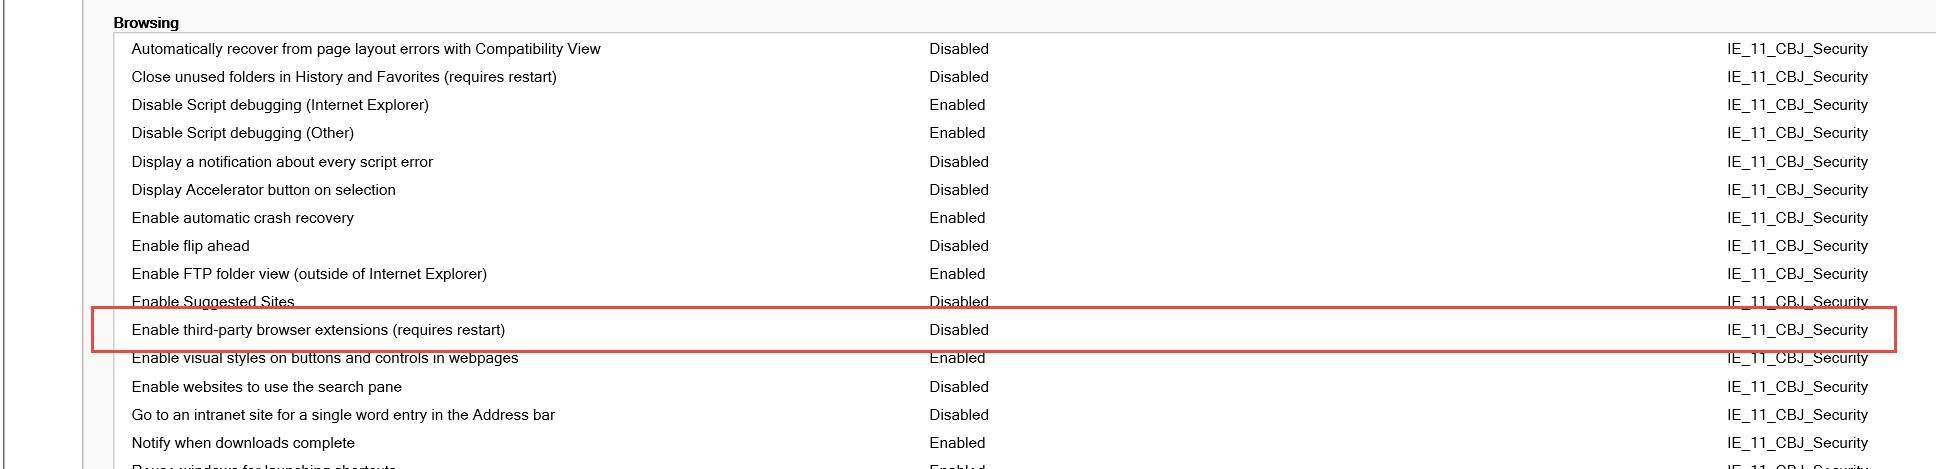 Browsing
Automatically recover from page layout errors with Compatibility View Disabled IE_11_CBJ_Security
Close unused folders in History and Favorites (requires restart) Disabled IE_11_CBJ_Security
Disable Script debugging (Internet Explorer) Enabled IE_11_CBJ_Security
Disable Script debugging (Other) Enabled IE_11_CBJ_Security
Display a notification about every script error Disabled IE_11_CBJ_Security
Display Accelerator button on selection Disabled IE_11_CBJ_Security
Enable automatic crash recovery Enabled IE_11_CBJ_Security
Enable flip ahead Disabled IE_11_CBJ_Security
Enable FTP folder view (outside of Internet Explorer) Enabled IE_11_CBJ_Security
Enable Suggested Sites Disabled IE_11_CBJ_Security
Enable third-party browser extensions (requires restart) Disabled IE_11_CBJ_Security
Enable visual styles on buttons and controls in webpages Enabled IE_11_CBJ_Security
Enable websites to use the search pane Disabled IE_11_CBJ_Security
Go to an intranet site for a single word entry in the Address bar Disabled IE_11_CBJ_Security
Notify when downloads complete Enabled IE_11_CBJ_Security
Reuse windows for launching shortcuts Enabled IE_11_CBJ_Security